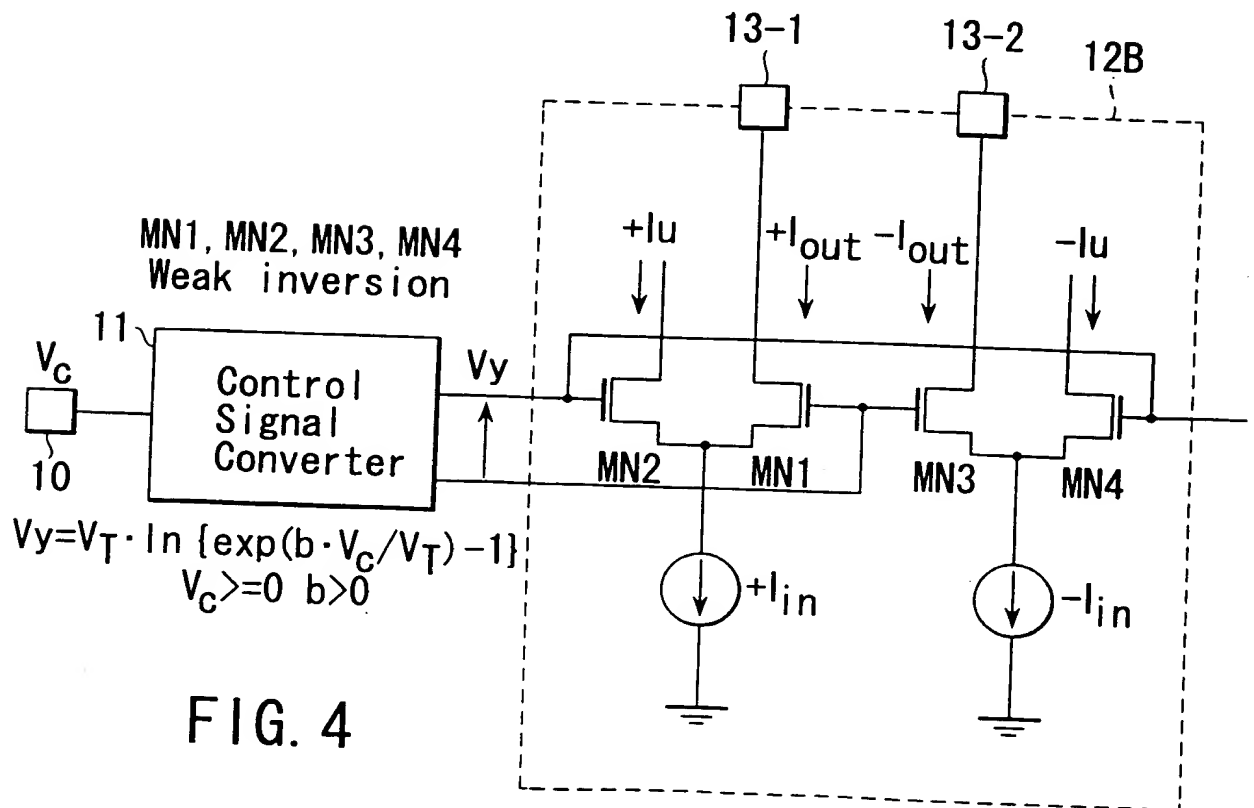 13-1
13-2
12B
MN1, MN2, MN3, MN4
Weak inversion
+Iu
+Iout
-Iout
-Iu
11
Vc
Vy
Control
Signal
Converter
10
MN2
MN1
MN3
MN4
Vy=VT·ln {exp(b·Vc/VT)-1}
Vc>=0 b>0
+Iin
-Iin
FIG. 4